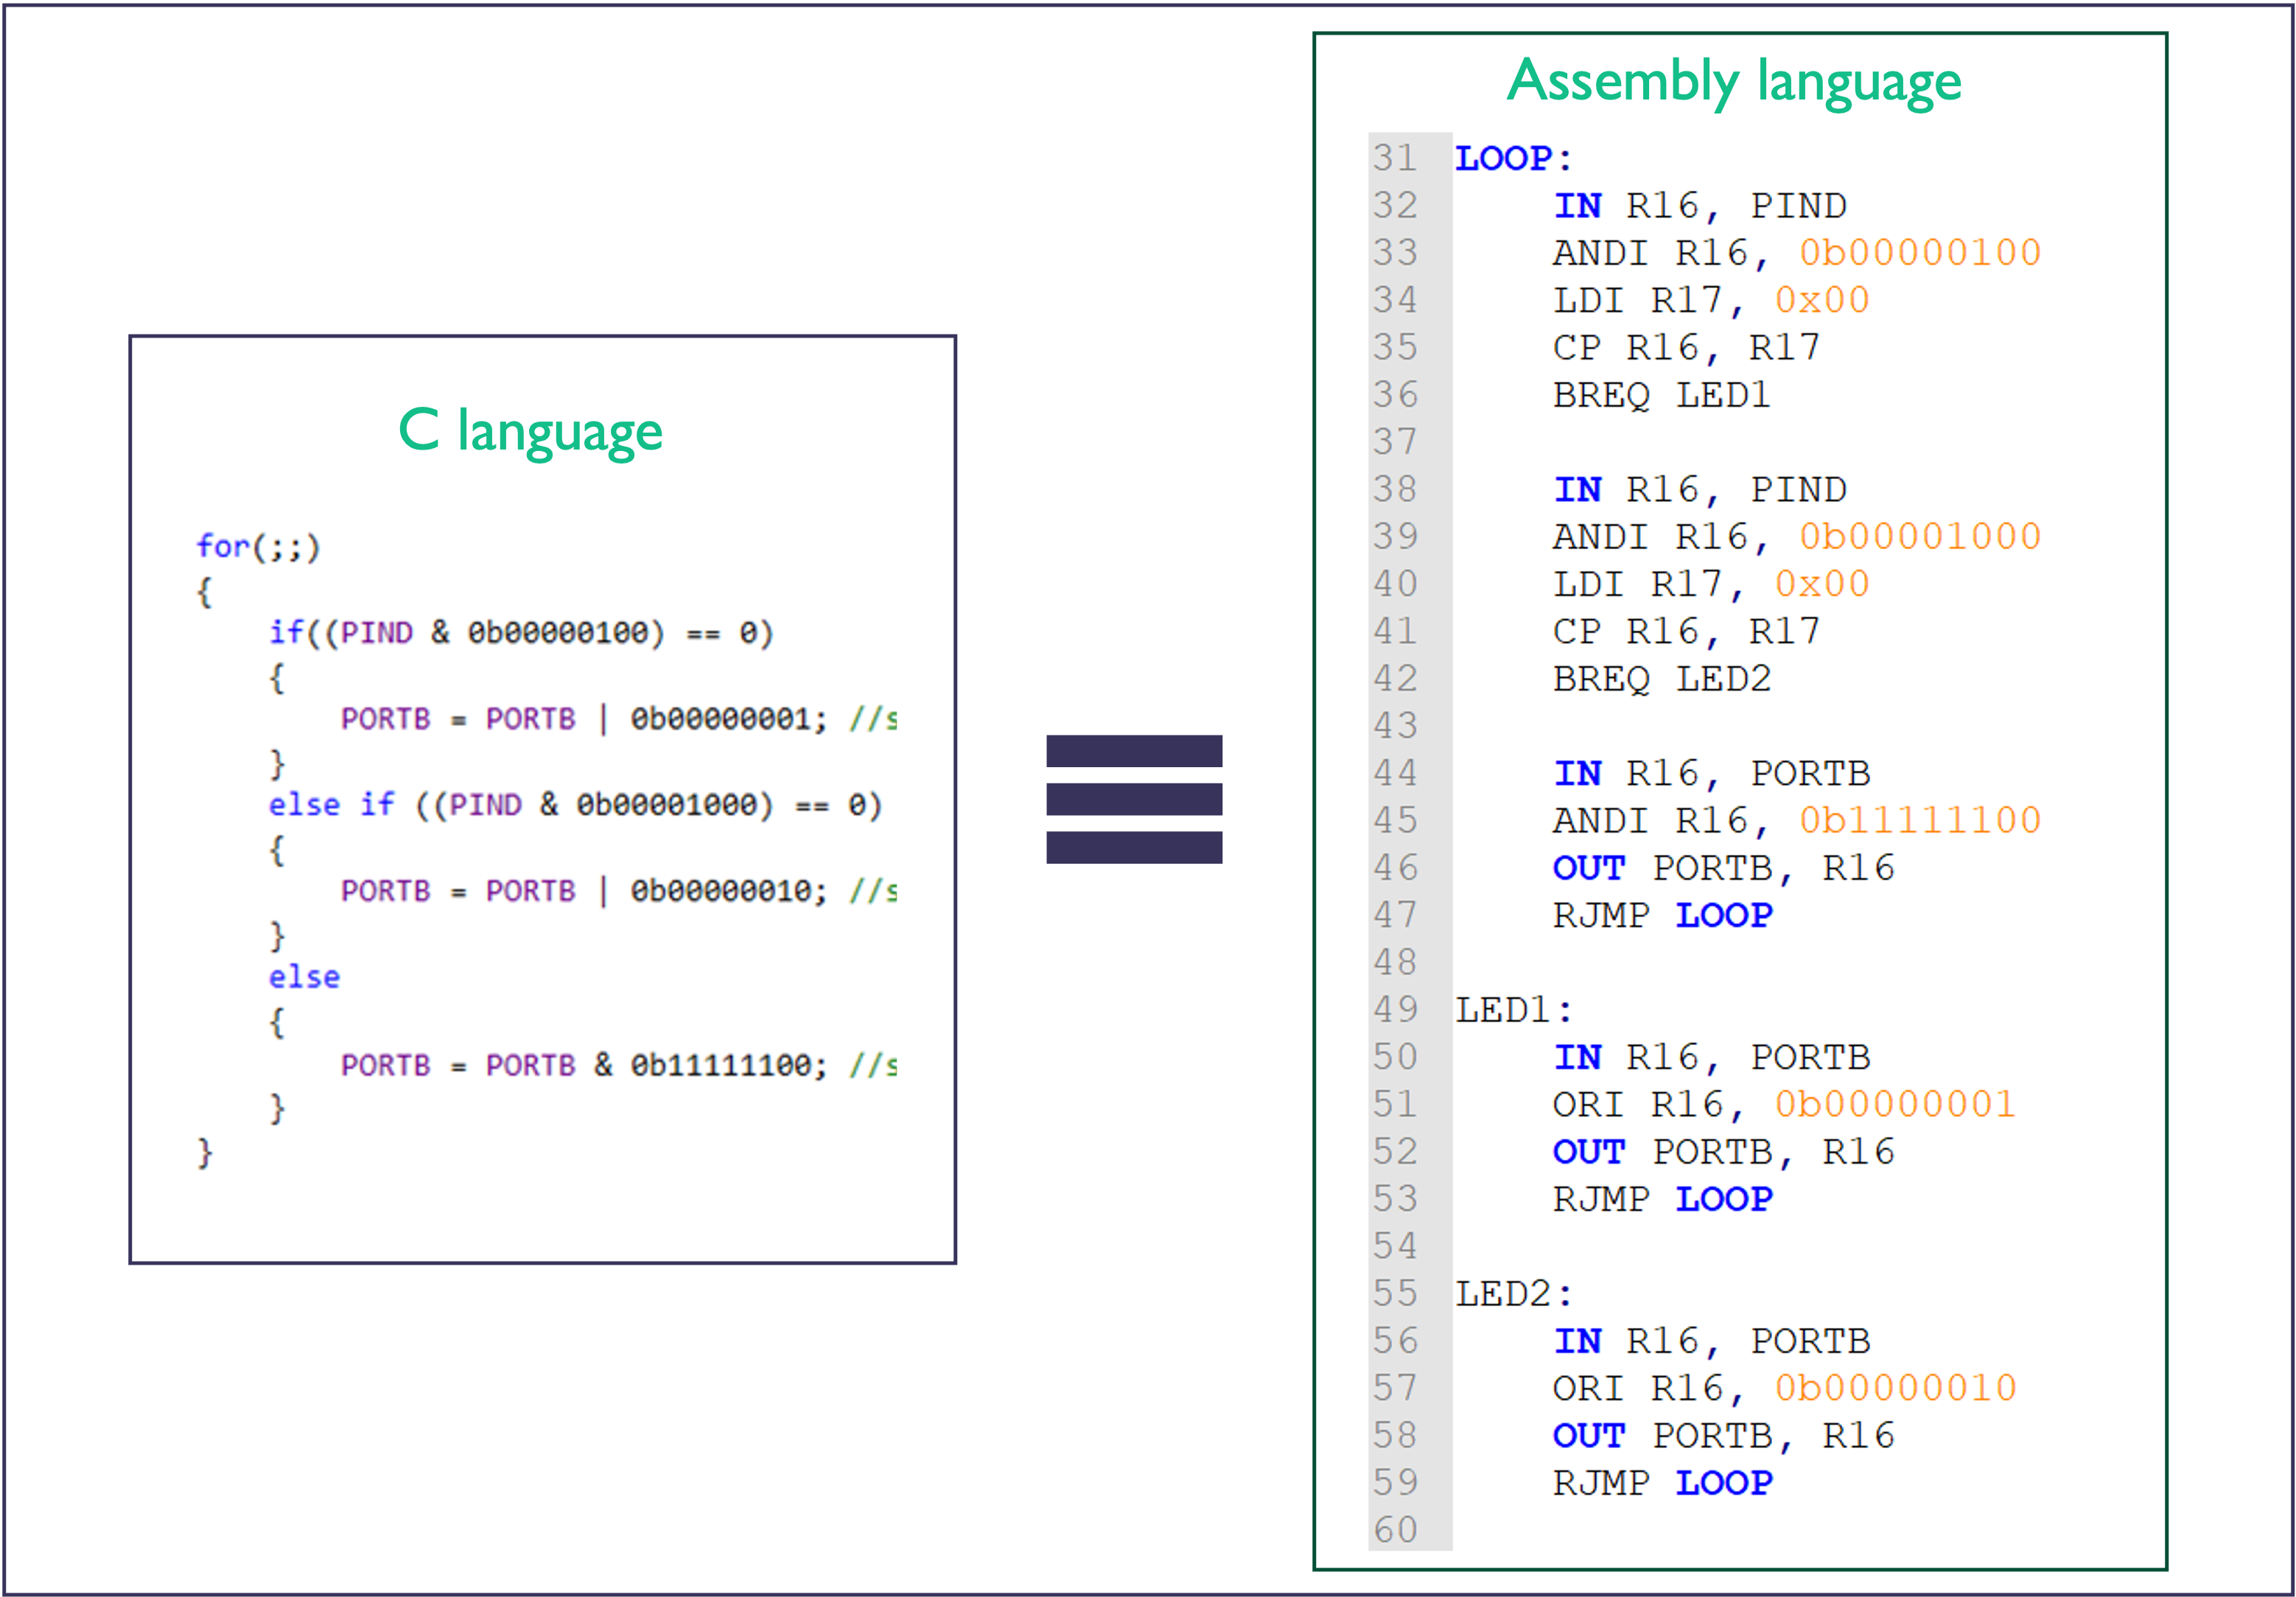 C language
for(;;)
{
if((PIND & 0b00000100) == 0)
{
PORTB = PORTB | 0b00000001; //s
}
else if ((PIND & 0b00001000) == 0)
{
PORTB = PORTB | 0b00000010; //s
}
else
{
PORTB = PORTB & 0b11111100; //s
}
}
Assembly language
31 LOOP:
32 IN R16, PIND
33 ANDI R16, 0b00000100
34 LDI R17, 0x00
35 CP R16, R17
36 BREQ LED1
37
38 IN R16, PIND
39 ANDI R16, 0b00001000
40 LDI R17, 0x00
41 CP R16, R17
42 BREQ LED2
43
44 IN R16, PORTB
45 ANDI R16, 0b11111100
46 OUT PORTB, R16
47 RJMP LOOP
48
49 LED1:
50 IN R16, PORTB
51 ORI R16, 0b00000001
52 OUT PORTB, R16
53 RJMP LOOP
54
55 LED2:
56 IN R16, PORTB
57 ORI R16, 0b00000010
58 OUT PORTB, R16
59 RJMP LOOP
60